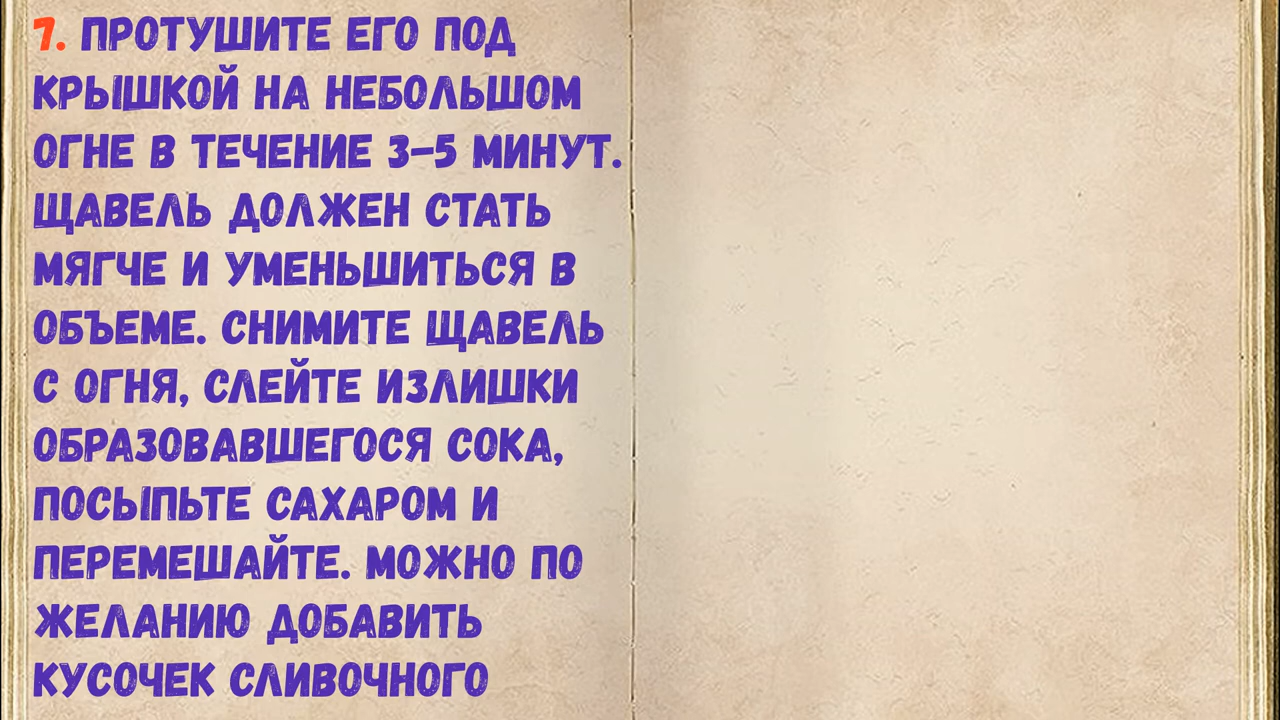 7. ПРОТУШИТЕ ЕГО ПОД
КРЫШКОЙ НА НЕБОЛЬШОМ
ОГНЕ В ТЕЧЕНИЕ 3-5 МИНУТ.
ЩАВЕЛЬ ДОЛЖЕН СТАТЬ
МЯГЧЕ И УМЕНЬШИТЬСЯ В
ОБЪЕМЕ. СНИМИТЕ ЩАВЕЛЬ
С ОГНЯ, СЛЕЙТЕ ИЗЛИШКИ
ОБРАЗОВАВШЕГОСЯ СОКА,
ПОСЫПЬТЕ САХАРОМ И
ПЕРЕМЕШАЙТЕ. МОЖНО ПО
ЖЕЛАНИЮ ДОБАВИТЬ
КУСОЧЕК СЛИВОЧНОГО